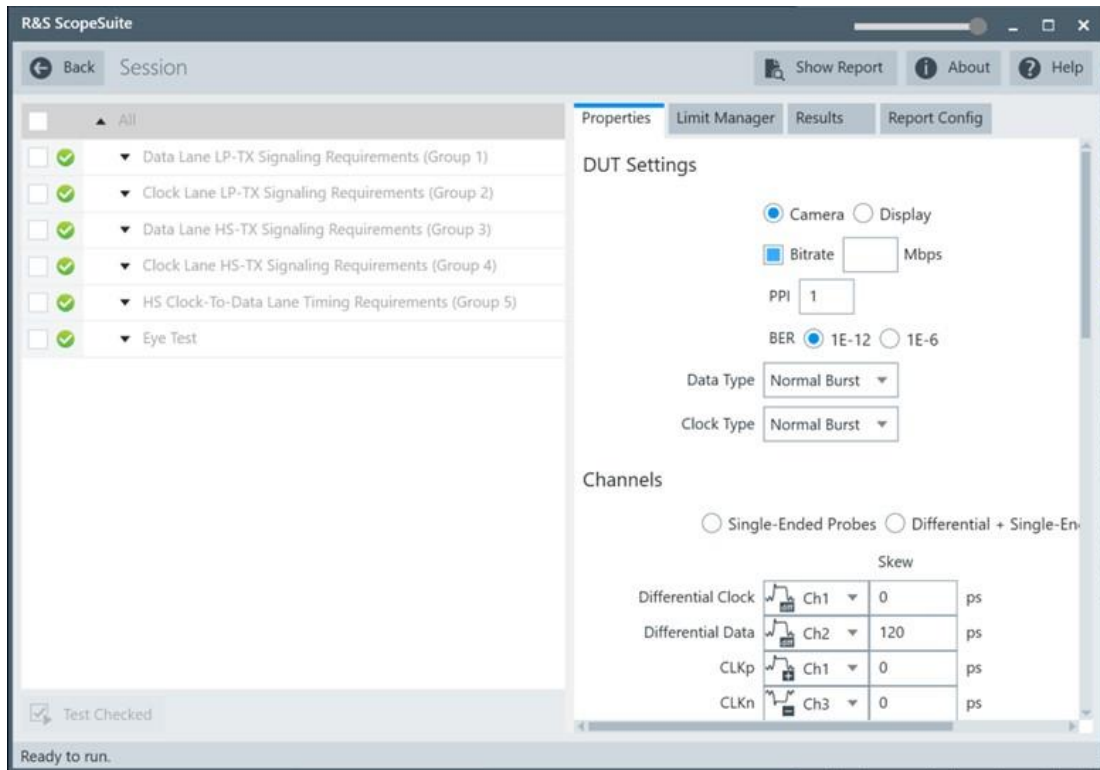 R&S ScopeSuite
Back Session Show Report About Help
All
Data Lane LP-TX Signaling Requirements (Group 1)
Clock Lane LP-TX Signaling Requirements (Group 2)
Data Lane HS-TX Signaling Requirements (Group 3)
Clock Lane HS-TX Signaling Requirements (Group 4)
HS Clock-To-Data Lane Timing Requirements (Group 5)
Eye Test
Test Checked
Properties Limit Manager Results Report Config
DUT Settings
Camera Display
Bitrate Mbps
PPI 1
BER 1E-12 1E-6
Data Type Normal Burst
Clock Type Normal Burst
Channels
Single-Ended Probes Differential + Single-En
Skew
Differential Clock Ch1 0 ps
Differential Data Ch2 120 ps
CLKp Ch1 0 ps
CLKn Ch3 0 ps
Ready to run.